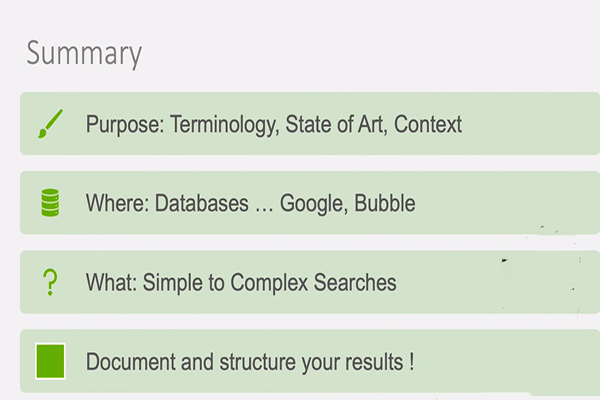 Summary
Purpose: Terminology, State of Art, Context
Where: Databases … Google, Bubble
What: Simple to Complex Searches
Document and structure your results !